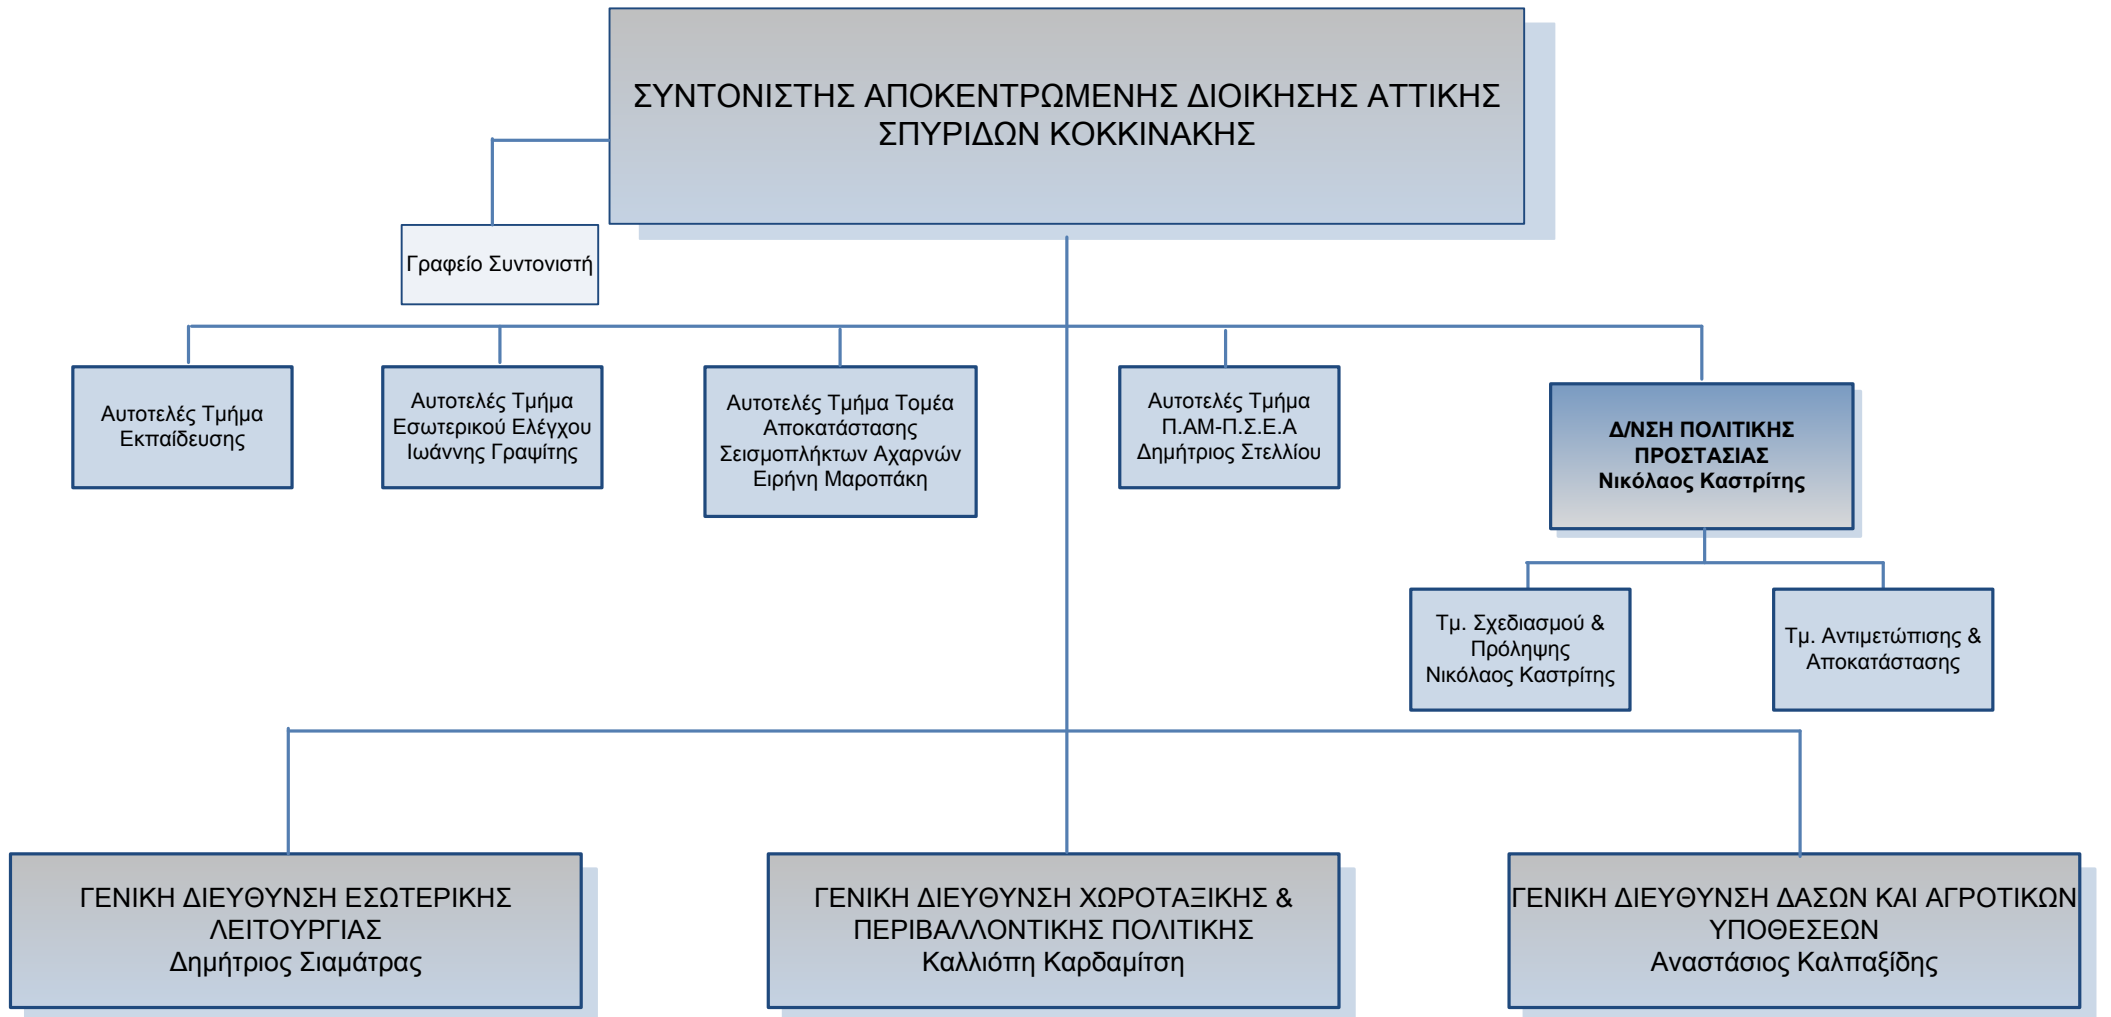 ΣΥΝΤΟΝΙΣΤΗΣ ΑΠΟΚΕΝΤΡΩΜΕΝΗΣ ΔΙΟΙΚΗΣΗΣ ΑΤΤΙΚΗΣ
ΣΠΥΡΙΔΩΝ ΚΟΚΚΙΝΑΚΗΣ
Γραφείο Συντονιστή
Αυτοτελές Τμήμα
Εκπαίδευσης
Αυτοτελές Τμήμα
Εσωτερικού Ελέγχου
Ιωάννης Γραψίτης
Αυτοτελές Τμήμα Τομέα
Αποκατάστασης
Σεισμοπλήκτων Αχαρνών
Ειρήνη Μαροπάκη
Αυτοτελές Τμήμα
Π.ΑΜ-Π.Σ.Ε.Α
Δημήτριος Στελλίου
Δ/ΝΣΗ ΠΟΛΙΤΙΚΗΣ
ΠΡΟΣΤΑΣΙΑΣ
Νικόλαος Καστρίτης
Τμ. Σχεδιασμού &
Πρόληψης
Νικόλαος Καστρίτης
Τμ. Αντιμετώπισης &
Αποκατάστασης
ΓΕΝΙΚΗ ΔΙΕΥΘΥΝΣΗ ΕΣΩΤΕΡΙΚΗΣ
ΛΕΙΤΟΥΡΓΙΑΣ
Δημήτριος Σιαμάτρας
ΓΕΝΙΚΗ ΔΙΕΥΘΥΝΣΗ ΧΩΡΟΤΑΞΙΚΗΣ &
ΠΕΡΙΒΑΛΛΟΝΤΙΚΗΣ ΠΟΛΙΤΙΚΗΣ
Καλλιόπη Καρδαμίτση
ΓΕΝΙΚΗ ΔΙΕΥΘΥΝΣΗ ΔΑΣΩΝ ΚΑΙ ΑΓΡΟΤΙΚΩΝ
ΥΠΟΘΕΣΕΩΝ
Αναστάσιος Καλπαξίδης